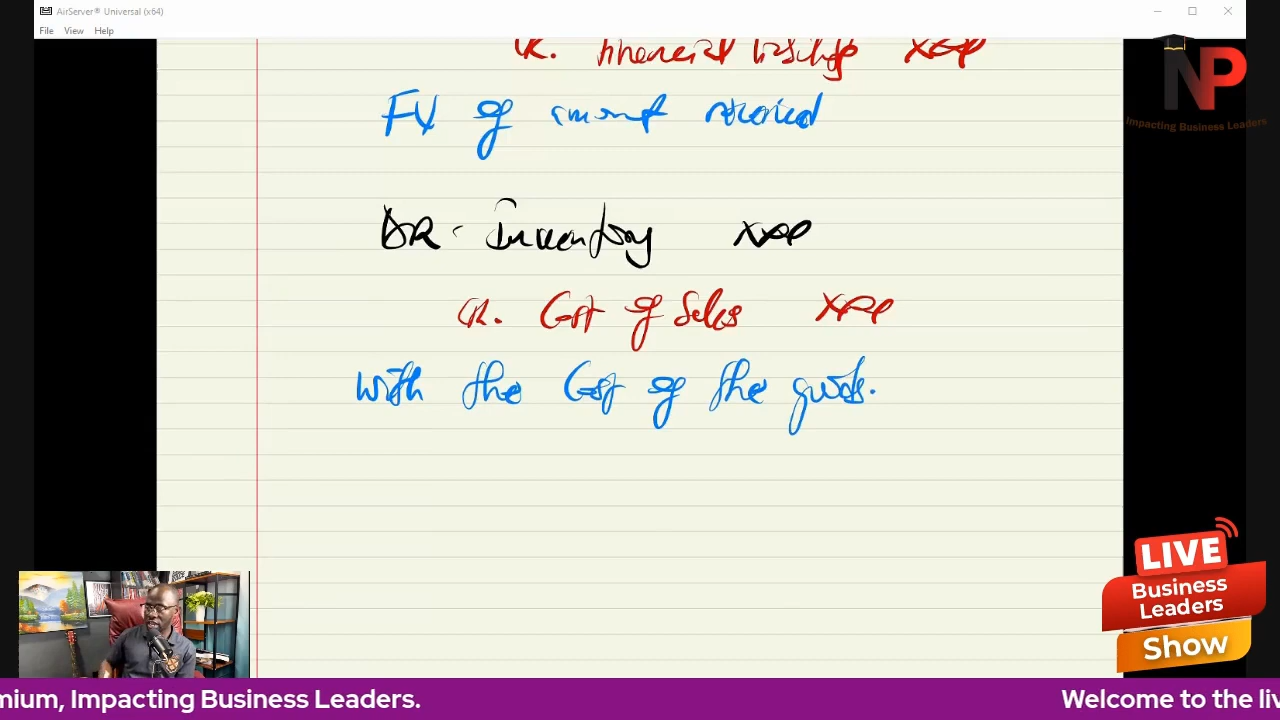 AirServer® Universal (x64)
File View Help
CR. financial liability xxx
NP
Impacting Business Leaders
FV of amount received
DR. Inventory xxx
CR. Cost of Sales xxx
with the Cost of the goods.
LIVE
Business
Leaders
Show
mium, Impacting Business Leaders.
Welcome to the liv